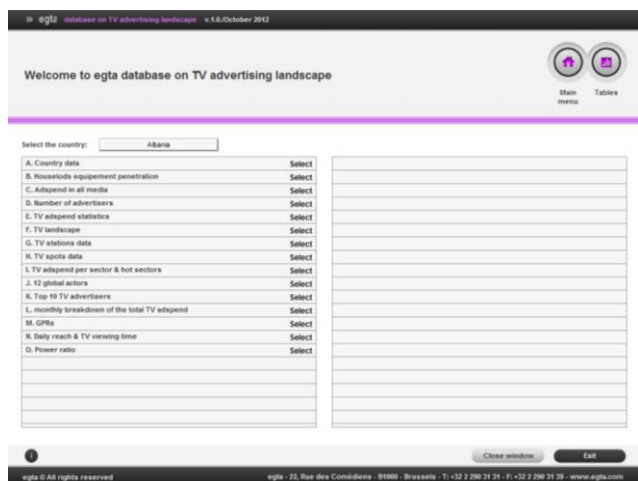 » egta database on TV advertising landscape v.1.0./October 2012
Welcome to egta database on TV advertising landscape
Main menu
Tables
Select the country: Albania
A. Country data Select
B. Houselods equipement penetration Select
C. Adspend in all media Select
D. Number of advertisers Select
E. TV adspend statistics Select
F. TV landscape Select
G. TV stations data Select
H. TV spots data Select
I. TV adspend per sector & hot sectors Select
J. 12 global actors Select
K. Top 10 TV advertisers Select
L. monthly breakdown of the total TV adspend Select
M. GPRs Select
N. Daily reach & TV viewing time Select
O. Power ratio Select
i
Close window
Exit
egta © All rights reserved
egta - 22, Rue des Comédiens - B1000 - Brussels - T: +32 2 290 31 31 - F: +32 2 290 31 39 - www.egta.com